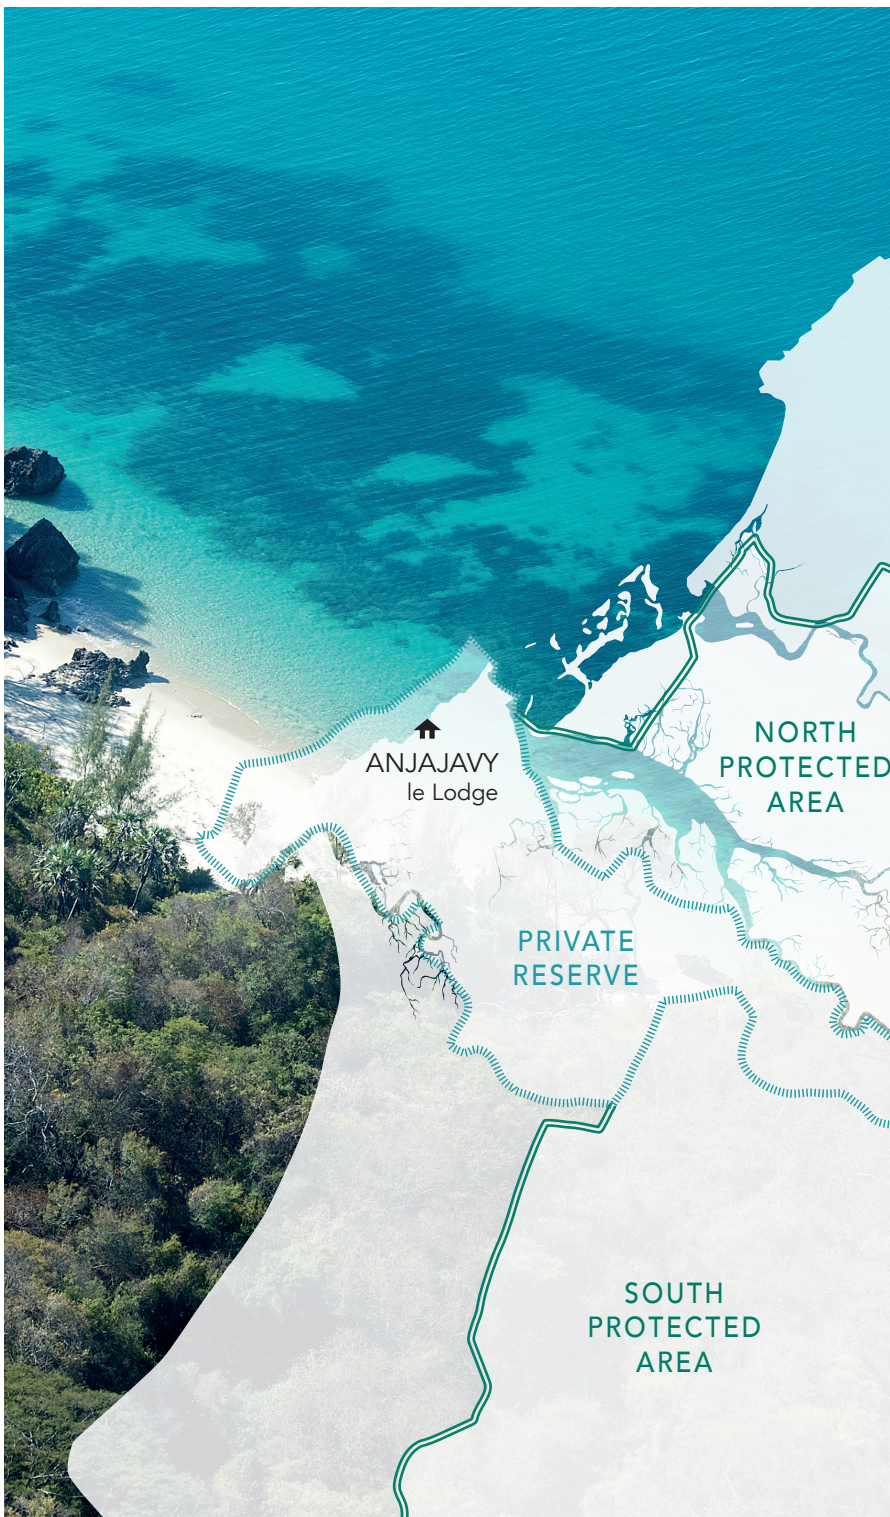 NORTH
PROTECTED
AREA
ANJAJAVY
le Lodge
PRIVATE
RESERVE
SOUTH
PROTECTED
AREA